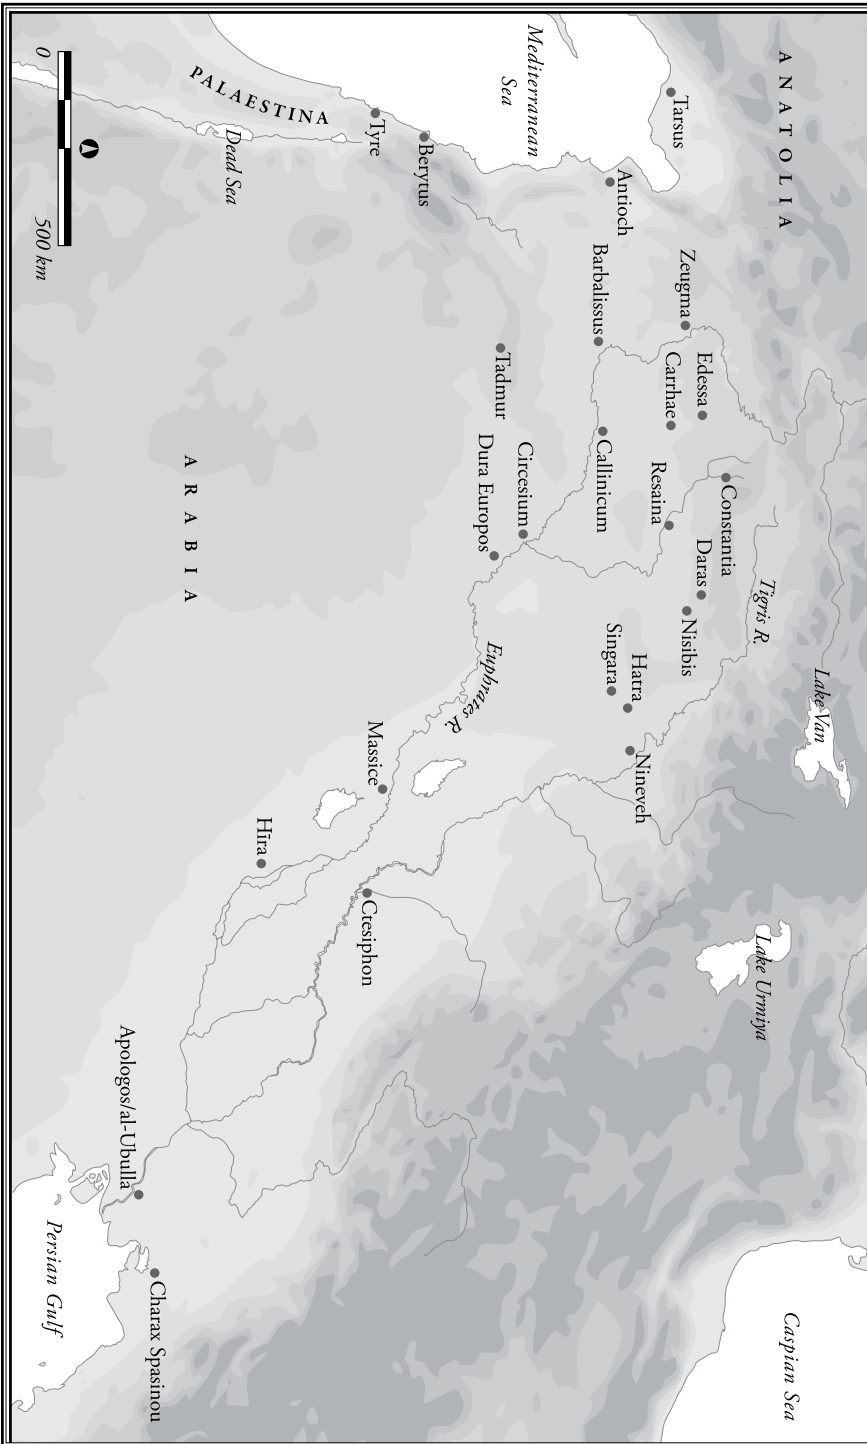 ANATOLIA
Tarsus
Mediterranean
Sea
Antioch
Zeugma
Edessa
Carrhae
Barbalissus
Callinicum
Constantia
Resaina
Daras
Nisibis
Tigris R.
Lake Van
Singara
Hatra
Nineveh
Lake Urmiya
Caspian Sea
Berytus
Tyre
PALAESTINA
Dead Sea
Tadmur
Circesium
Dura Europos
Euphrates R.
Massice
Ctesiphon
Hīra
ARABIA
Apologos/al-Ubulla
Charax Spasinou
Persian Gulf
0
500 km